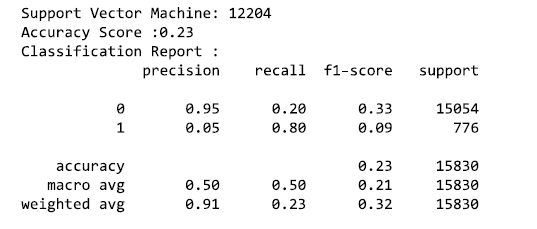 Support Vector Machine: 12204
Accuracy Score :0.23
Classification Report :
precision recall f1-score support
0 0.95 0.20 0.33 15054
1 0.05 0.80 0.09 776
accuracy 0.23 15830
macro avg 0.50 0.50 0.21 15830
weighted avg 0.91 0.23 0.32 15830